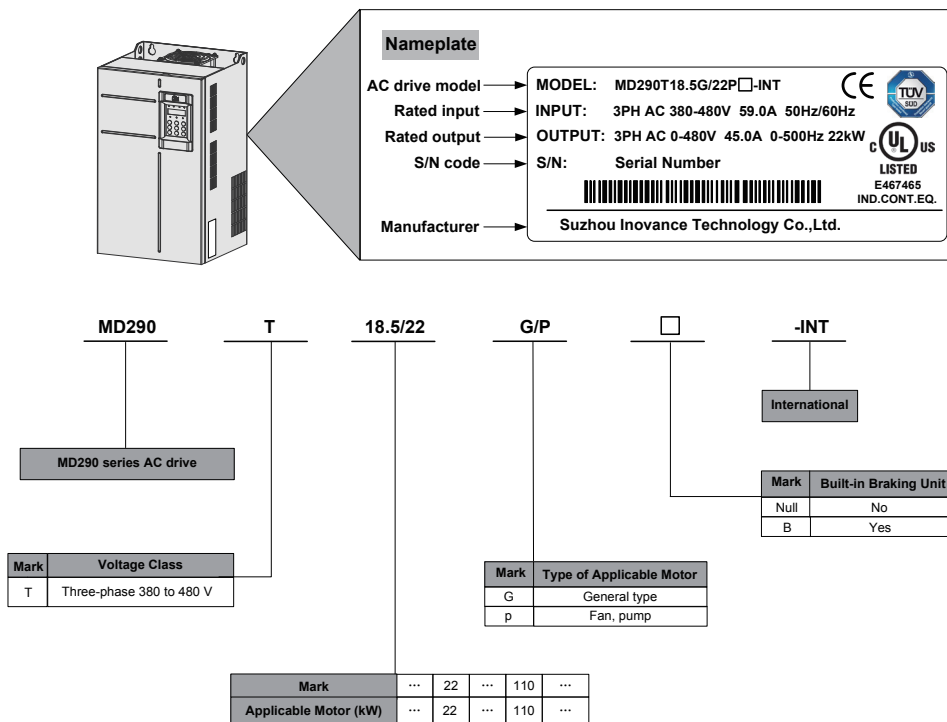 Nameplate
AC drive model
MODEL: MD290T18.5G/22P□-INT
Rated input
INPUT: 3PH AC 380-480V 59.0A 50Hz/60Hz
Rated output
OUTPUT: 3PH AC 0-480V 45.0A 0-500Hz 22kW
S/N code
S/N: Serial Number
Manufacturer
Suzhou Inovance Technology Co.,Ltd.
CE
TÜV
SÜD
C UL US
LISTED
E467465
IND.CONT.EQ.
MD290 T 18.5/22 G/P □ -INT
International
MD290 series AC drive
Mark Built-in Braking Unit
Null No
B Yes
Mark Voltage Class
T Three-phase 380 to 480 V
Mark Type of Applicable Motor
G General type
p Fan, pump
Mark ... 22 ... 110 ...
Applicable Motor (kW) ... 22 ... 110 ...